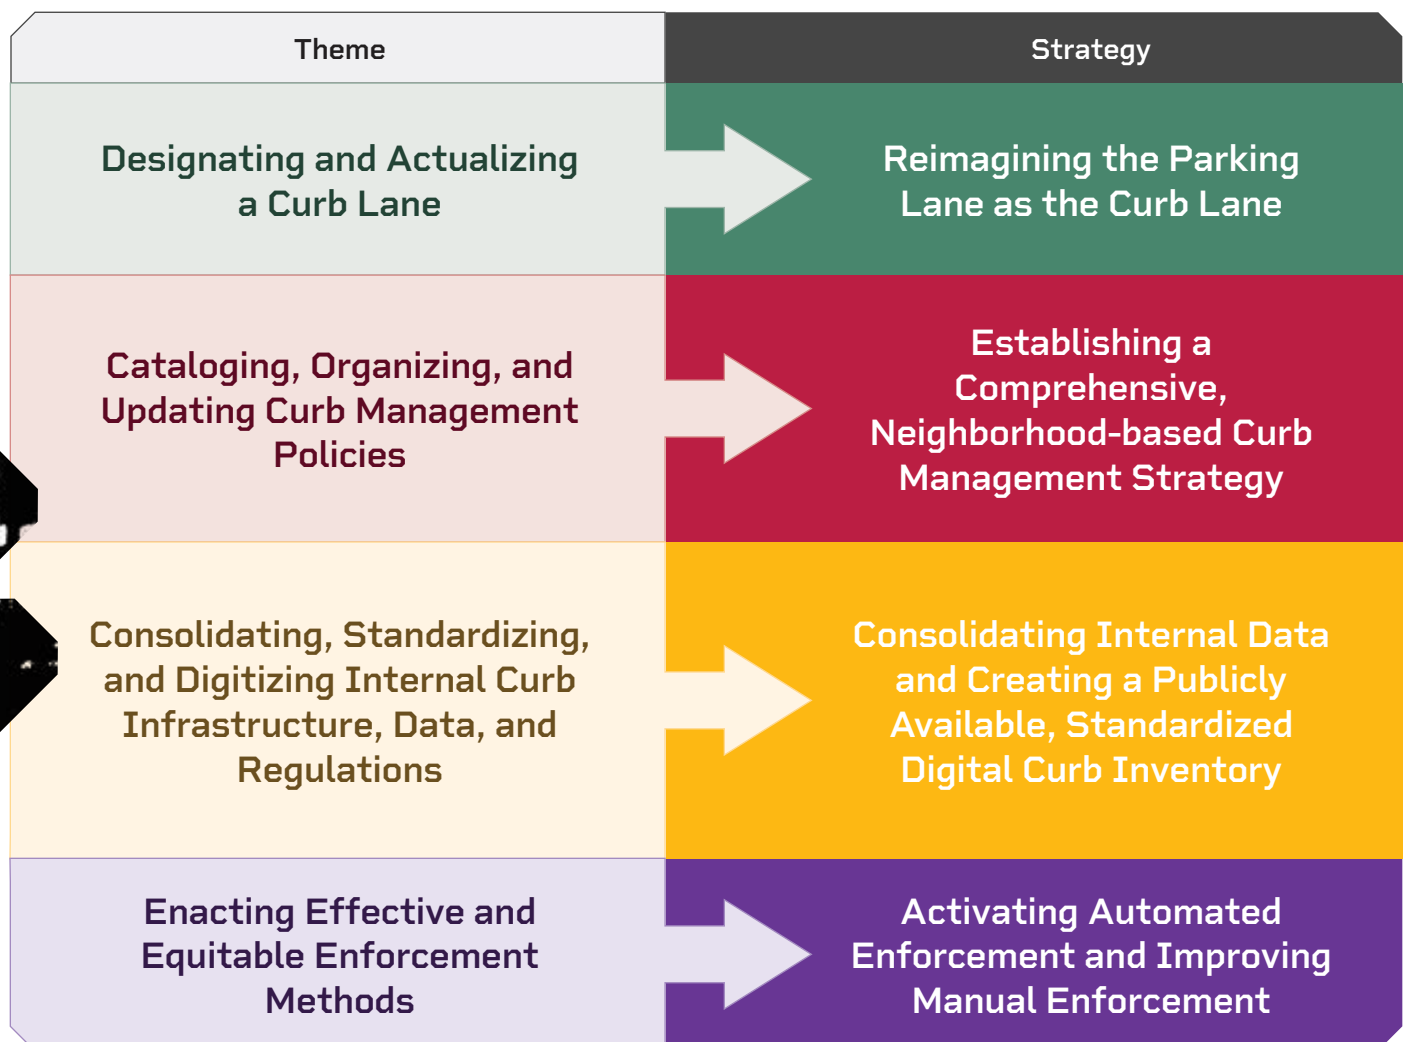 Theme
Strategy
Designating and Actualizing
a Curb Lane
Reimagining the Parking
Lane as the Curb Lane
Cataloging, Organizing, and
Updating Curb Management
Policies
Establishing a
Comprehensive,
Neighborhood-based Curb
Management Strategy
Consolidating, Standardizing,
and Digitizing Internal Curb
Infrastructure, Data, and
Regulations
Consolidating Internal Data
and Creating a Publicly
Available, Standardized
Digital Curb Inventory
Enacting Effective and
Equitable Enforcement
Methods
Activating Automated
Enforcement and Improving
Manual Enforcement